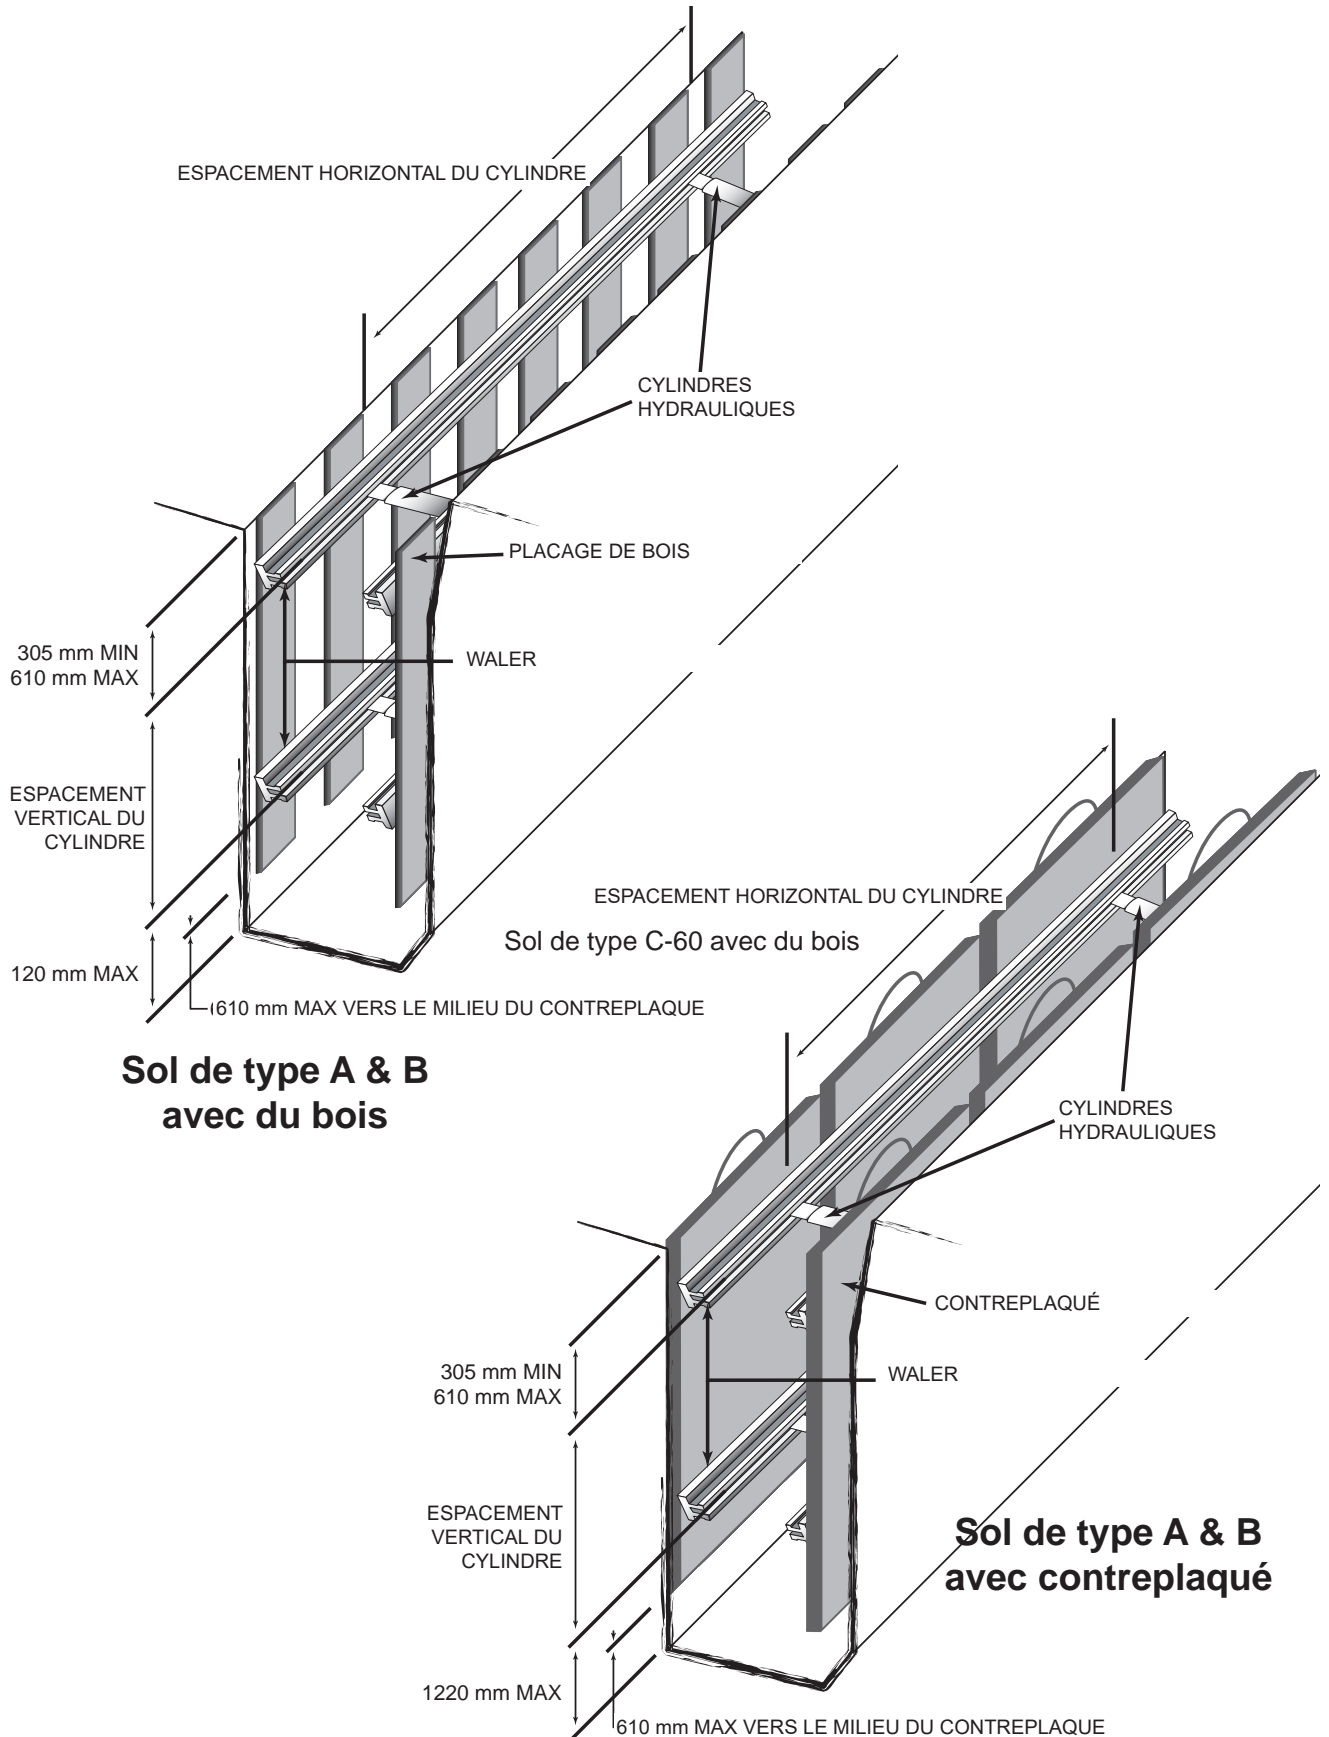 ESPACEMENT HORIZONTAL DU CYLINDRE
CYLINDRES
HYDRAULIQUES
PLACAGE DE BOIS
305 mm MIN
610 mm MAX
WALER
ESPACEMENT
VERTICAL DU
CYLINDRE
120 mm MAX
610 mm MAX VERS LE MILIEU DU CONTREPLAQUE
Sol de type A & B
avec du bois
ESPACEMENT HORIZONTAL DU CYLINDRE
Sol de type C-60 avec du bois
CYLINDRES
HYDRAULIQUES
CONTREPLAQUÉ
305 mm MIN
610 mm MAX
WALER
ESPACEMENT
VERTICAL DU
CYLINDRE
Sol de type A & B
avec contreplaqué
1220 mm MAX
610 mm MAX VERS LE MILIEU DU CONTREPLAQUE